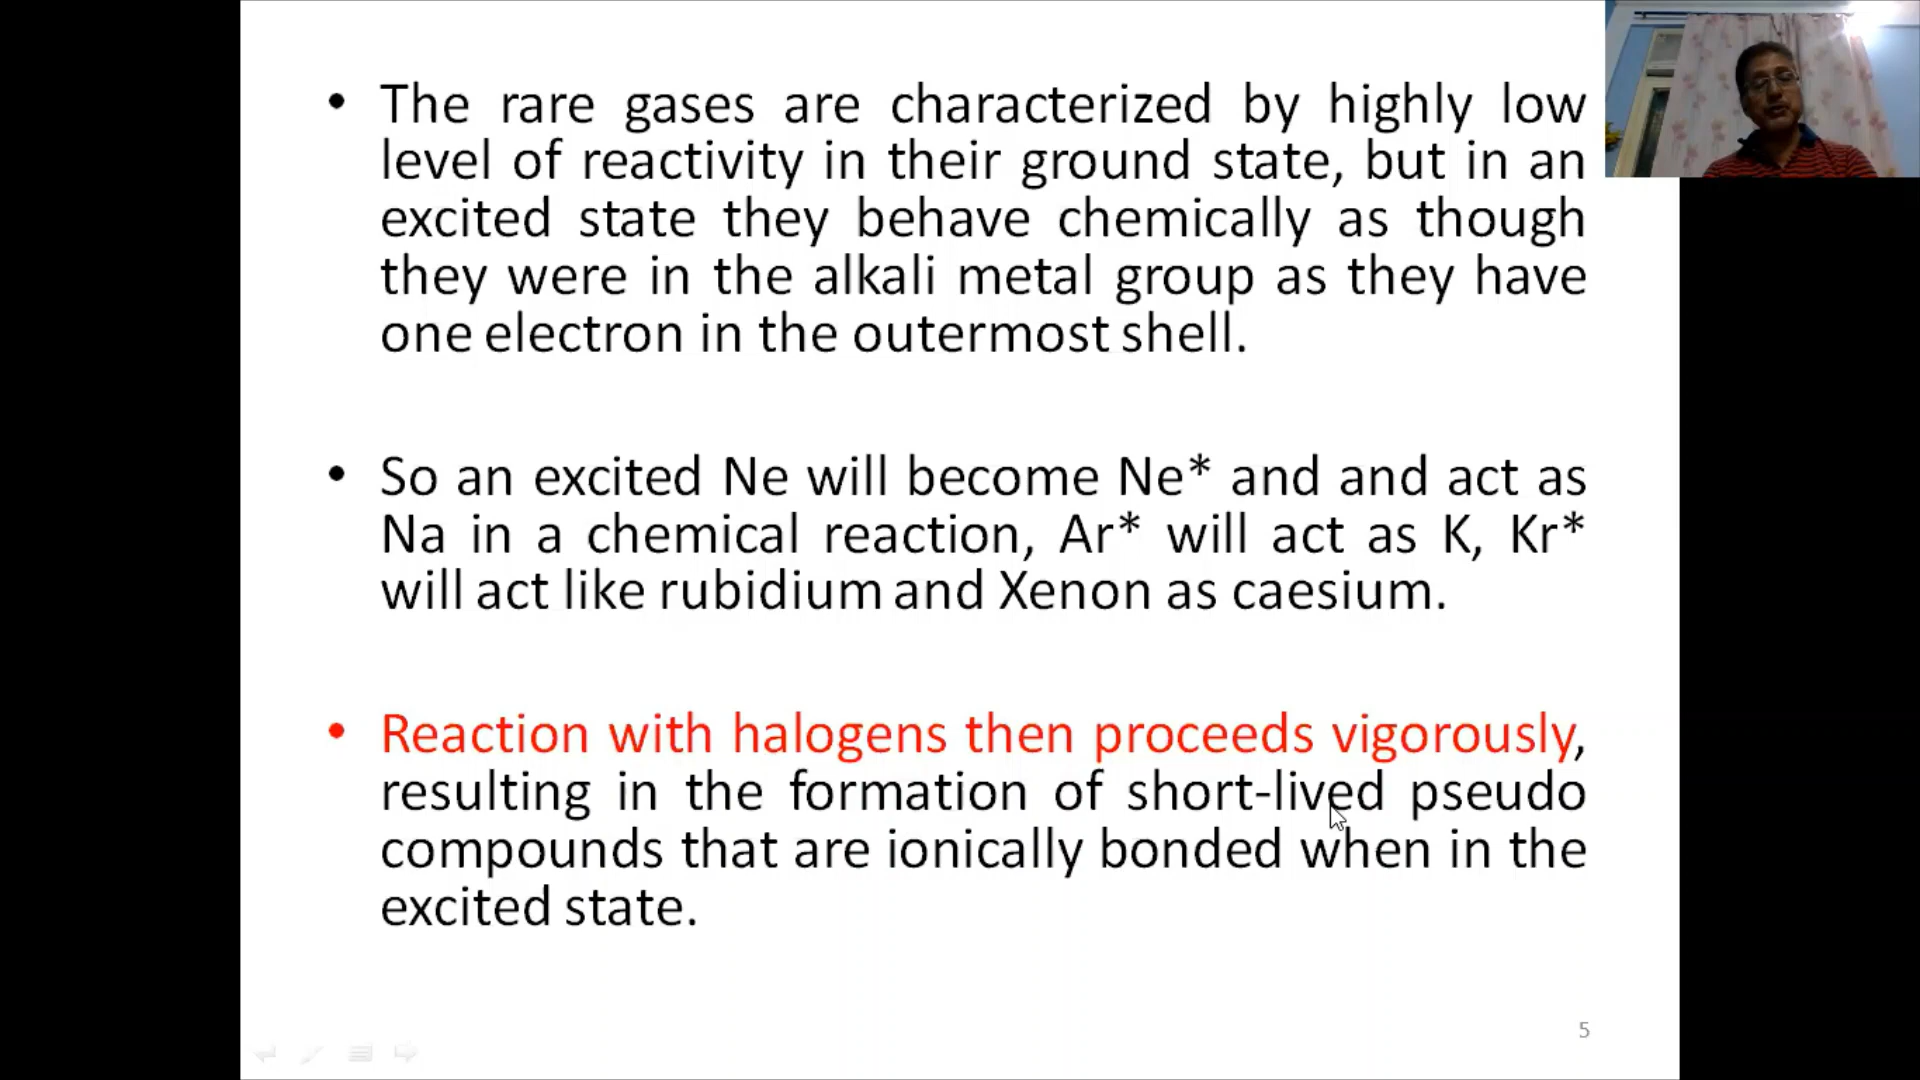 • The rare gases are characterized by highly low
level of reactivity in their ground state, but in an
excited state they behave chemically as though
they were in the alkali metal group as they have
one electron in the outermost shell.
• So an excited Ne will become Ne* and and act as
Na in a chemical reaction, Ar* will act as K, Kr*
will act like rubidium and Xenon as caesium.
• Reaction with halogens then proceeds vigorously,
resulting in the formation of short-lived pseudo
compounds that are ionically bonded when in the
excited state.
5